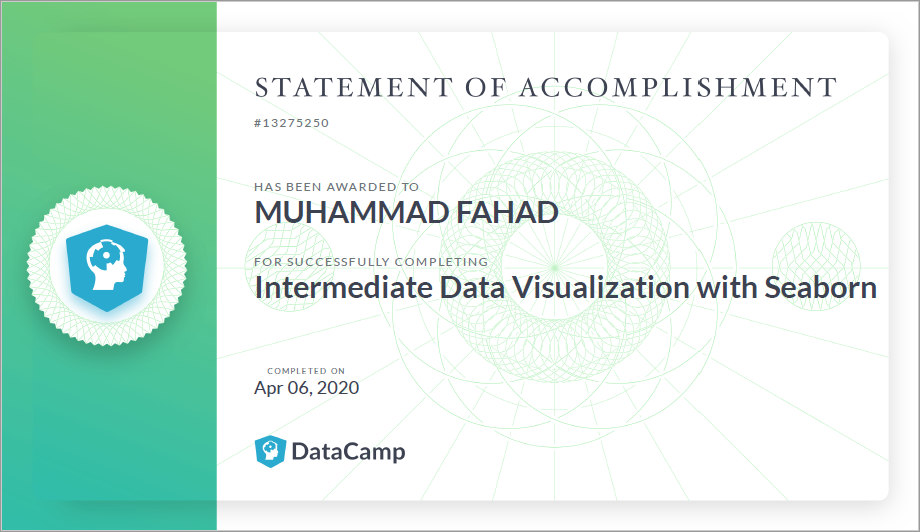 STATEMENT OF ACCOMPLISHMENT
#13275250
HAS BEEN AWARDED TO
MUHAMMAD FAHAD
FOR SUCCESSFULLY COMPLETING
Intermediate Data Visualization with Seaborn
COMPLETED ON
Apr 06, 2020
DataCamp